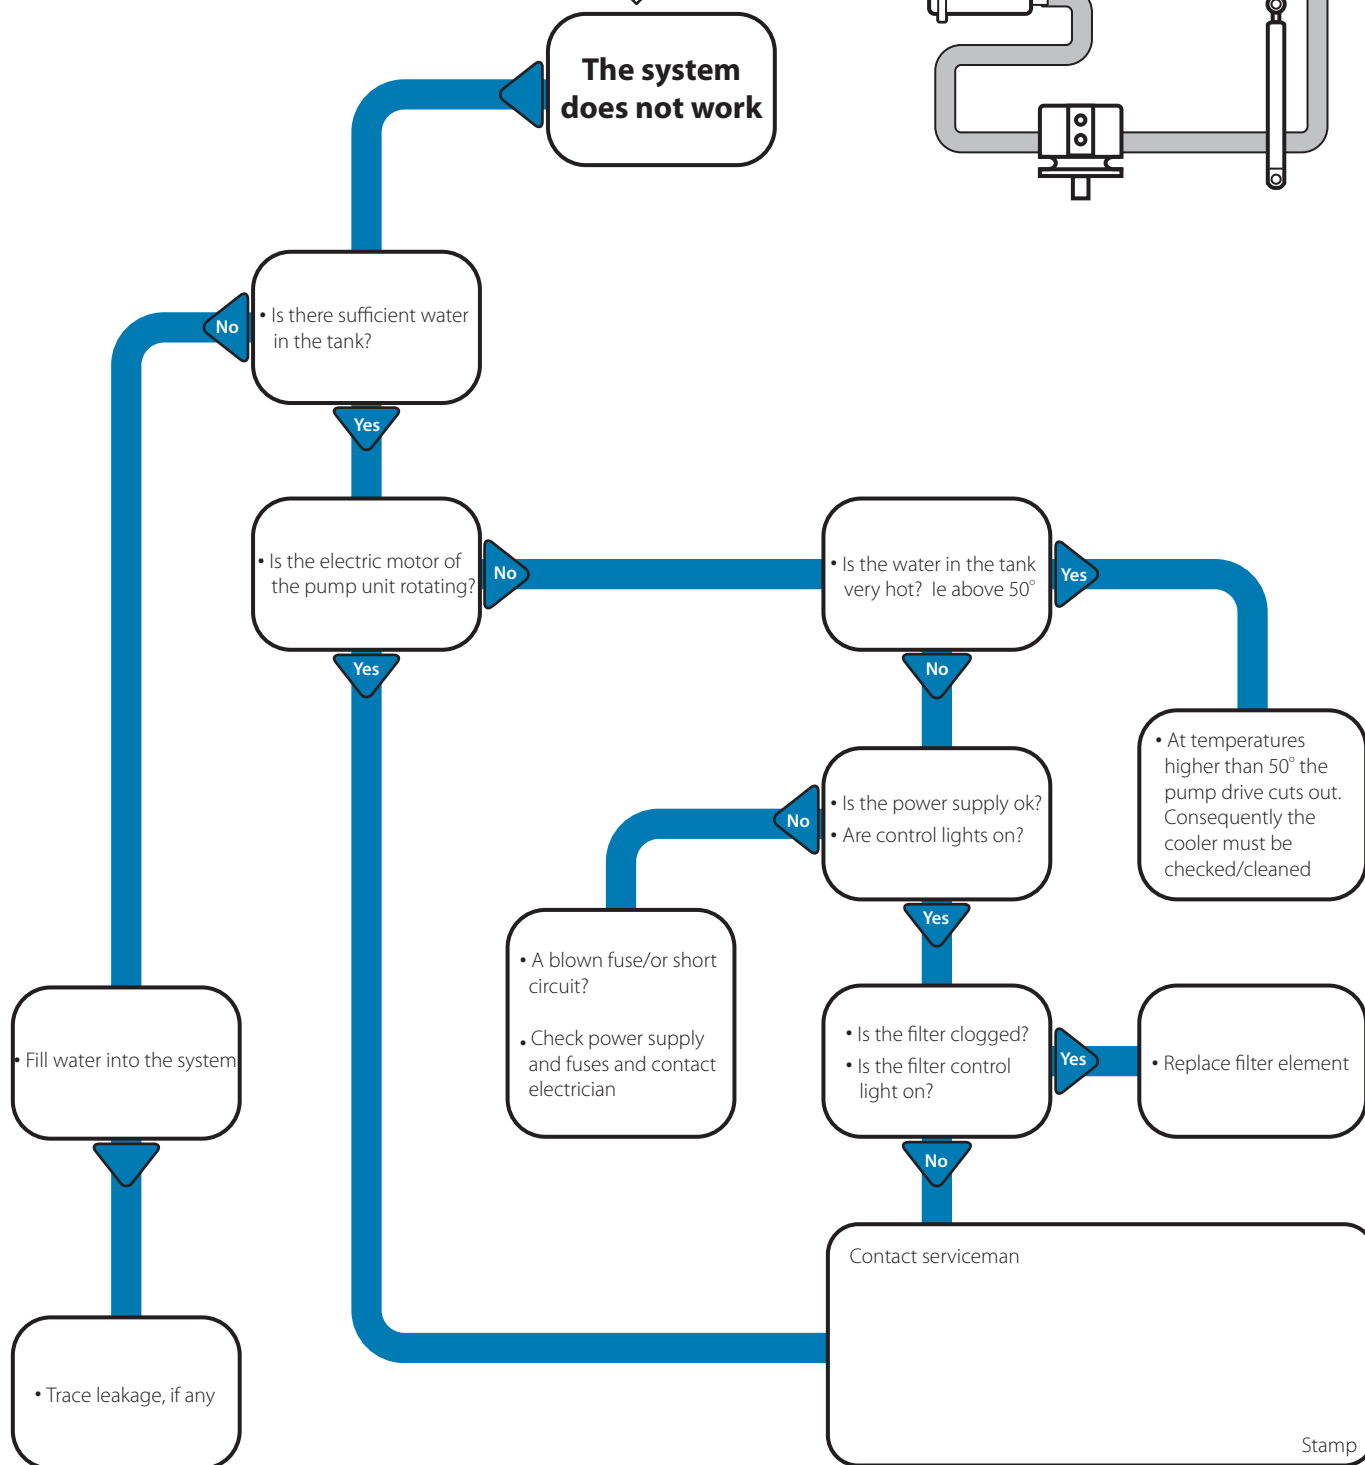 The system
does not work
• Is there sufficient water
in the tank?
No
Yes
• Is the electric motor of
the pump unit rotating?
No
Yes
• Is the water in the tank
very hot?  Ie above 50°
Yes
No
• At temperatures
higher than 50° the
pump drive cuts out.
Consequently the
cooler must be
checked/cleaned
• Is the power supply ok?
• Are control lights on?
No
Yes
• A blown fuse/or short
circuit?
• Check power supply
and fuses and contact
electrician
• Is the filter clogged?
• Is the filter control
light on?
Yes
No
• Replace filter element
• Fill water into the system
• Trace leakage, if any
Contact serviceman
Stamp